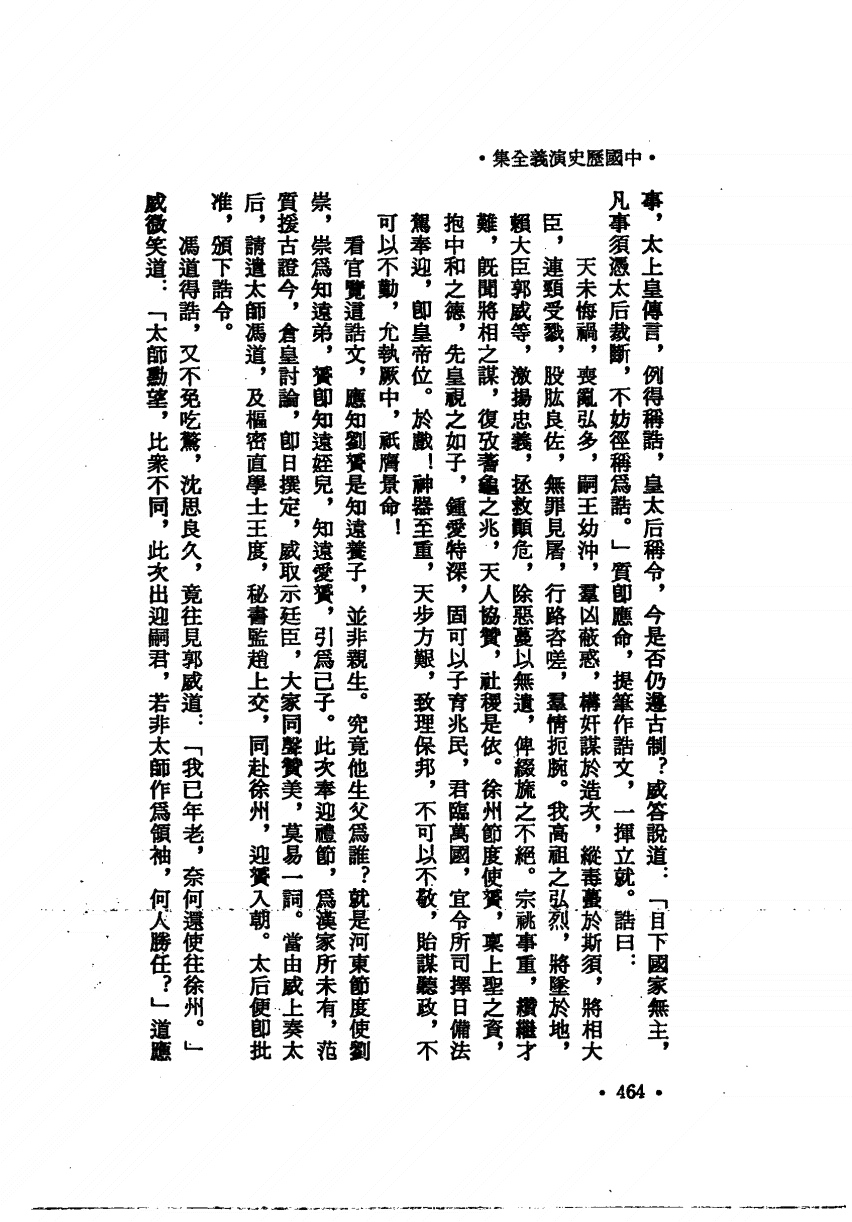 •中國歷史演義全集•
事，太上皇傳言，例得稱誥，皇太后稱令，今是否仍遵古制？威答說道：「目下國家無主，
凡事須憑太后裁斷，不妨徑稱爲誥。」質卽應命，提筆作誥文，一揮立就。誥曰：
天未悔禍，喪亂弘多，嗣王幼沖，羣凶蔽惑，構奸謀於造次，縱毒蠆於斯須，將相大
臣，連頸受戮，股肱良佐，無罪見屠，行路咨嗟，羣情扼腕。我高祖之弘烈，將墜於地，
賴大臣郭威等，激揚忠義，拯救顚危，除惡蔓以無遺，俾綴旒之不絕。宗祧事重，纘繼才
難，旣聞將相之謀，復攷蓍龜之兆，天人協贊，社稷是依。徐州節度使贇，稟上聖之資，
抱中和之德，先皇視之如子，鍾愛特深，固可以子育兆民，君臨萬國，宜令所司擇日備法
駕奉迎，卽皇帝位。於戲！神器至重，天步方艱，致理保邦，不可以不敬，貽謀聽政，不
可以不勤，允執厥中，祇膺景命！
看官覽這誥文，應知劉贇是知遠養子，並非親生。究竟他生父爲誰？就是河東節度使劉
崇，崇爲知遠弟，贇卽知遠姪兒，知遠愛贇，引爲己子。此次奉迎禮節，爲漢家所未有，范
質援古證今，倉皇討論，卽日撰定，威取示廷臣，大家同聲贊美，莫易一詞。當由威上奏太
后，請遣太師馮道，及樞密直學士王度，秘書監趙上交，同赴徐州，迎贇入朝。太后便卽批
准，頒下誥令。
馮道得誥，又不免吃驚，沈思良久，竟往見郭威道：「我已年老，奈何還使往徐州。」
威微笑道：「太師勳望，比衆不同，此次出迎嗣君，若非太師作爲領袖，何人勝任？」道應
•464•